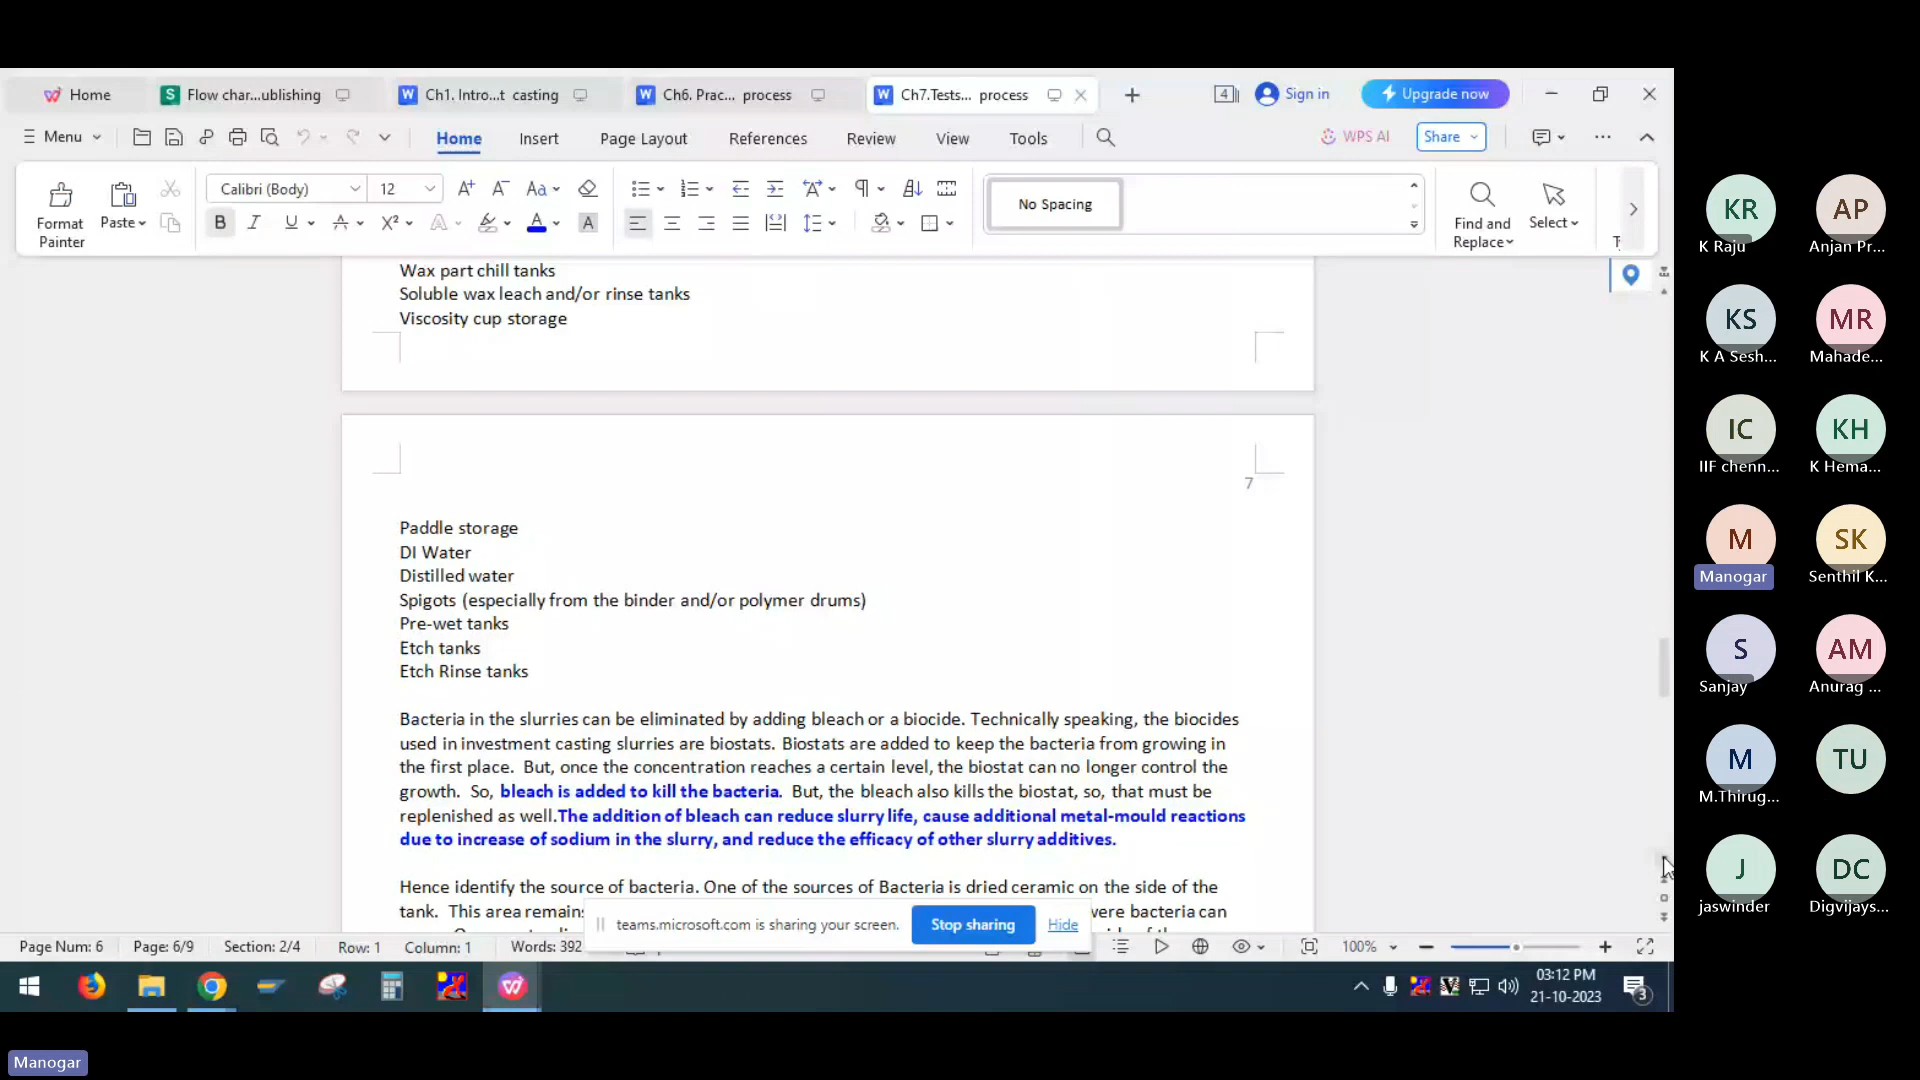 Home
Flow char...ublishing
Ch1. Intro...t casting
Ch6. Prac... process
Ch7.Tests... process
4
Sign in
Upgrade now
Menu
Home
Insert
Page Layout
References
Review
View
Tools
WPS AI
Share
Format
Painter
Paste
Calibri (Body)
12
No Spacing
Find and
Replace
Select
Wax part chill tanks
Soluble wax leach and/or rinse tanks
Viscosity cup storage
7
Paddle storage
DI Water
Distilled water
Spigots (especially from the binder and/or polymer drums)
Pre-wet tanks
Etch tanks
Etch Rinse tanks
Bacteria in the slurries can be eliminated by adding bleach or a biocide. Technically speaking, the biocides
used in investment casting slurries are biostats. Biostats are added to keep the bacteria from growing in
the first place. But, once the concentration reaches a certain level, the biostat can no longer control the
growth. So, bleach is added to kill the bacteria. But, the bleach also kills the biostat, so, that must be
replenished as well.The addition of bleach can reduce slurry life, cause additional metal-mould reactions
due to increase of sodium in the slurry, and reduce the efficacy of other slurry additives.
Hence identify the source of bacteria. One of the sources of Bacteria is dried ceramic on the side of the
tank. This area remains were bacteria can
teams.microsoft.com is sharing your screen.
Stop sharing
Hide
Page Num: 6
Page: 6/9
Section: 2/4
Row: 1
Column: 1
Words: 392
100%
03:12 PM
21-10-2023
3
KR
K Raju
AP
Anjan Pr...
KS
K A Sesh...
MR
Mahade...
IC
IIF chenn...
KH
K Hema...
M
Manogar
SK
Senthil K...
S
Sanjay
AM
Anurag ...
M
M.Thirug...
TU
J
jaswinder
DC
Digvijays...
Manogar